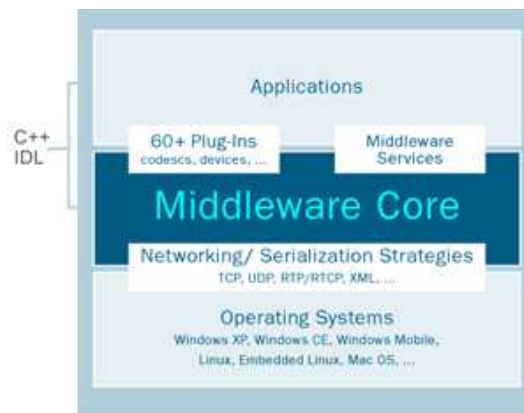 Applications
C++
IDL
60+ Plug-Ins
codescs, devices, ...
Middleware
Services
Middleware Core
Networking/ Serialization Strategies
TCP, UDP, RTP/RTCP, XML, ...
Operating Systems
Windows XP, Windows CE, Windows Mobile,
Linux, Embedded Linux, Mac OS, ...